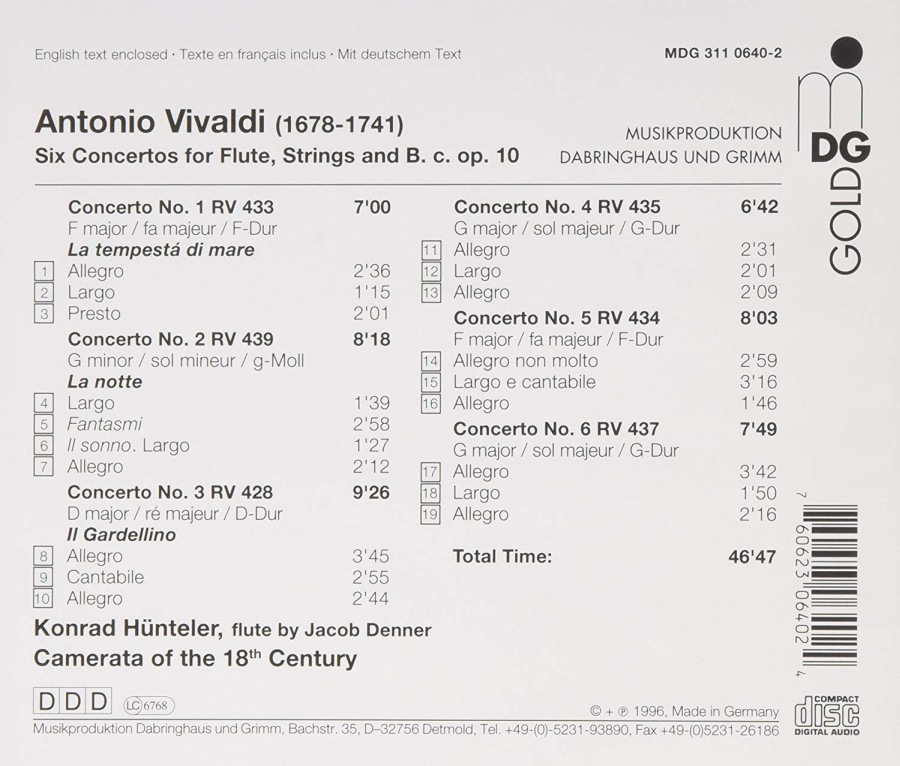 English text enclosed · Texte en français inclus · Mit deutschem Text
MDG 311 0640-2
Antonio Vivaldi (1678-1741)
Six Concertos for Flute, Strings and B. c. op. 10
MUSIKPRODUKTION
DABRINGHAUS UND GRIMM
mDG
GOLD
Concerto No. 1 RV 433 7'00
F major / fa majeur / F-Dur
La tempestá di mare
1 Allegro 2'36
2 Largo 1'15
3 Presto 2'01
Concerto No. 2 RV 439 8'18
G minor / sol mineur / g-Moll
La notte
4 Largo 1'39
5 Fantasmi 2'58
6 Il sonno. Largo 1'27
7 Allegro 2'12
Concerto No. 3 RV 428 9'26
D major / ré majeur / D-Dur
Il Gardellino
8 Allegro 3'45
9 Cantabile 2'55
10 Allegro 2'44
Concerto No. 4 RV 435 6'42
G major / sol majeur / G-Dur
11 Allegro 2'31
12 Largo 2'01
13 Allegro 2'09
Concerto No. 5 RV 434 8'03
F major / fa majeur / F-Dur
14 Allegro non molto 2'59
15 Largo e cantabile 3'16
16 Allegro 1'46
Concerto No. 6 RV 437 7'49
G major / sol majeur / G-Dur
17 Allegro 3'42
18 Largo 1'50
19 Allegro 2'16
Total Time: 46'47
Konrad Hünteler, flute by Jacob Denner
Camerata of the 18th Century
7 60623 06402 4
DDD
LC 6768
© + ℗ 1996, Made in Germany
Musikproduktion Dabringhaus und Grimm, Bachstr. 35, D–32756 Detmold, Tel. +49-(0)-5231-93890, Fax +49-(0)5231-26186
COMPACT
disc
DIGITAL AUDIO